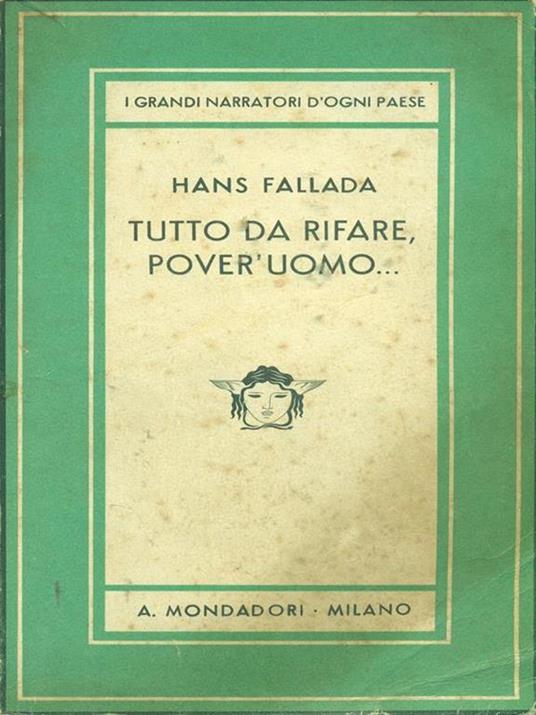 I GRANDI NARRATORI D'OGNI PAESE
HANS FALLADA
TUTTO DA RIFARE,
POVER'UOMO...
A. MONDADORI · MILANO